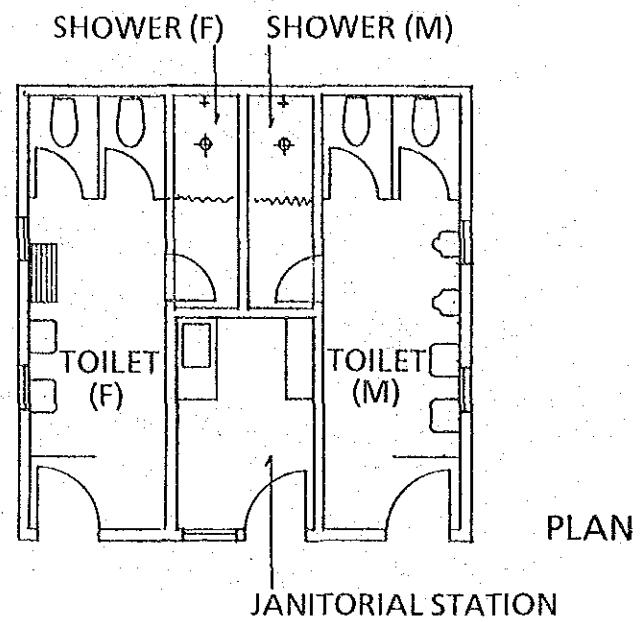 SHOWER (F) SHOWER (M)
TOILET
(F)
TOILET
(M)
PLAN
JANITORIAL STATION